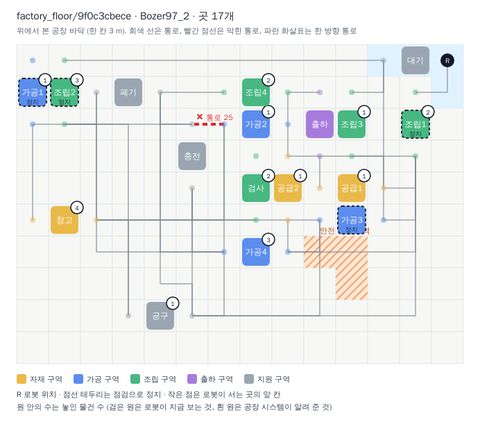 factory_floor/9f0c3cbece · Bozer97_2 · 곳 17개
위에서 본 공장 바닥 (한 칸 3 m). 회색 선은 통로, 빨간 점선은 막힌 통로, 파란 화살표는 한 방향 통로
대기
R
가공1
1
정지
조립2
3
정지
폐기
조립4
2
✕ 통로 25
가공2
1
출하
조립3
1
조립1
2
정지
충전
검사
2
공급2
1
공급1
1
창고
4
가공3
정지
안전
역
가공4
3
공구
1
자재 구역
가공 구역
조립 구역
출하 구역
지원 구역
R 로봇 위치 · 점선 테두리는 점검으로 정지 · 작은 점은 로봇이 서는 곳의 앞 칸
원 안의 수는 놓인 물건 수 (검은 원은 로봇이 지금 보는 것, 흰 원은 공장 시스템이 알려 준 것)